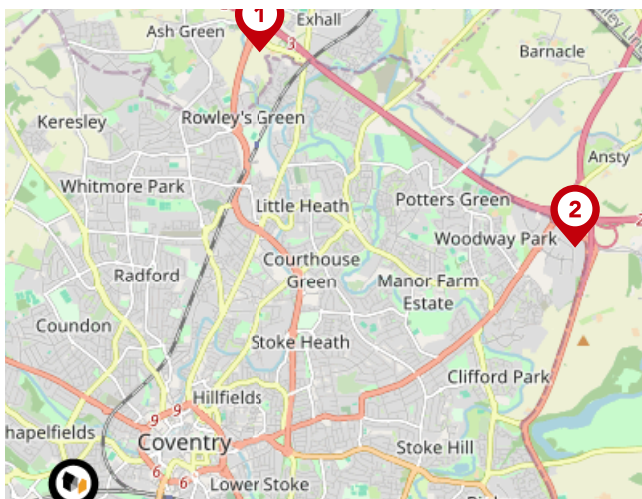 1
Exhall
Ash Green
3
Barnacle
Keresley
Rowley's Green
Ansty
Whitmore Park
Potters Green
Little Heath
2
Woodway Park
Courthouse
Green
Radford
Manor Farm
Estate
Coundon
Stoke Heath
Clifford Park
Hillfields
9
9
hapelfields
Coventry
Stoke Hill
6
6
Lower Stoke